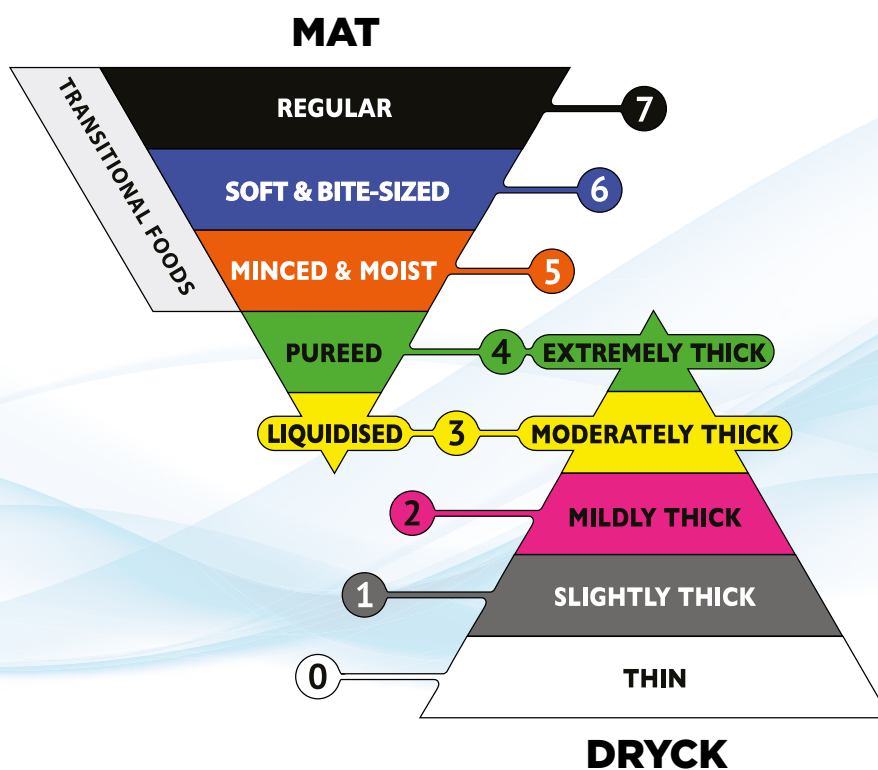 MAT
TRANSITIONAL FOODS
REGULAR
7
SOFT & BITE-SIZED
6
MINCED & MOIST
5
PUREED
4
EXTREMELY THICK
LIQUIDISED
3
MODERATELY THICK
2
MILDLY THICK
1
SLIGHTLY THICK
0
THIN
DRYCK